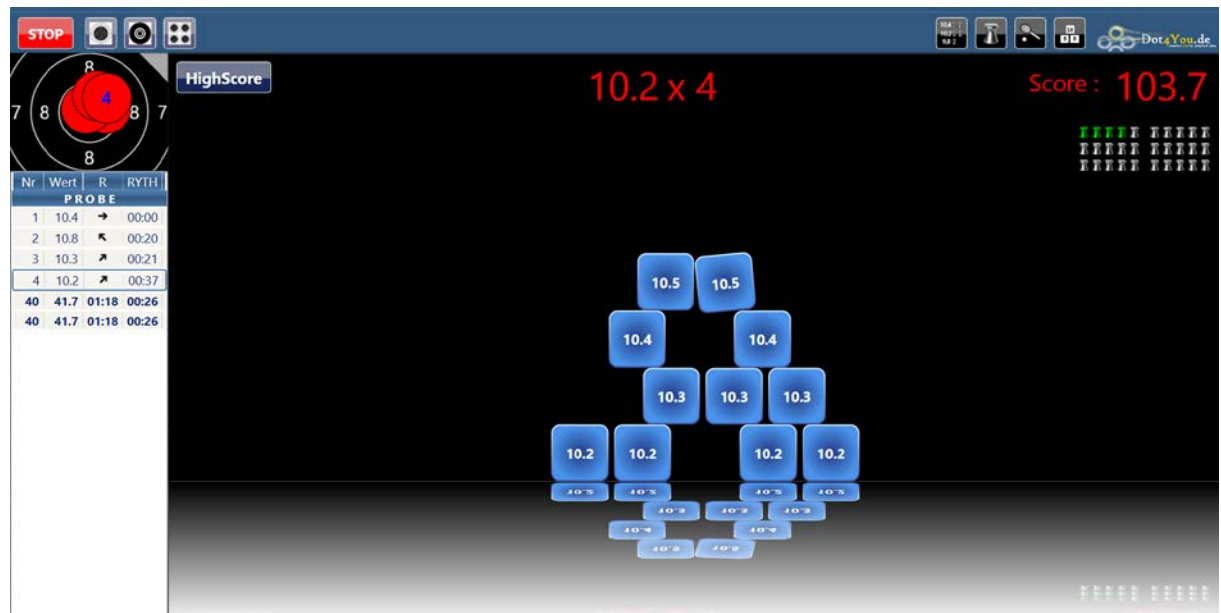 STOP
Dot4You.de
8
7 8 4 8 7
8
HighScore
10.2 x 4
Score : 103.7
Nr Wert R RYTH
PROBE
1 10.4 → 00:00
2 10.8 ↖ 00:20
3 10.3 ↗ 00:21
4 10.2 ↗ 00:37
40 41.7 01:18 00:26
40 41.7 01:18 00:26
10.5 10.5
10.4 10.4
10.3 10.3 10.3
10.2 10.2 10.2 10.2